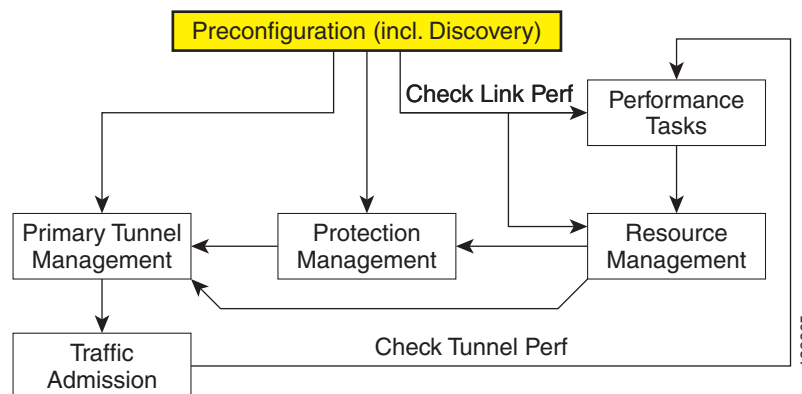 Preconfiguration (incl. Discovery)
Check Link Perf
Performance
Tasks
Primary Tunnel
Management
Protection
Management
Resource
Management
Traffic
Admission
Check Tunnel Perf